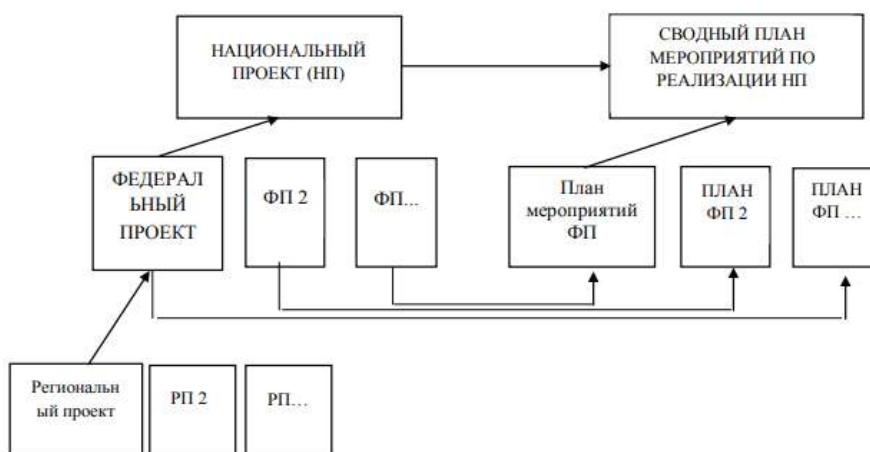 НАЦИОНАЛЬНЫЙ
ПРОЕКТ (НП)
СВОДНЫЙ ПЛАН
МЕРОПРИЯТИЙ ПО
РЕАЛИЗАЦИИ НП
ФЕДЕРАЛ
ЬНЫЙ
ПРОЕКТ
ФП 2
ФП...
План
мероприятий
ФП
ПЛАН
ФП 2
ПЛАН
ФП …
Региональн
ый проект
РП 2
РП…